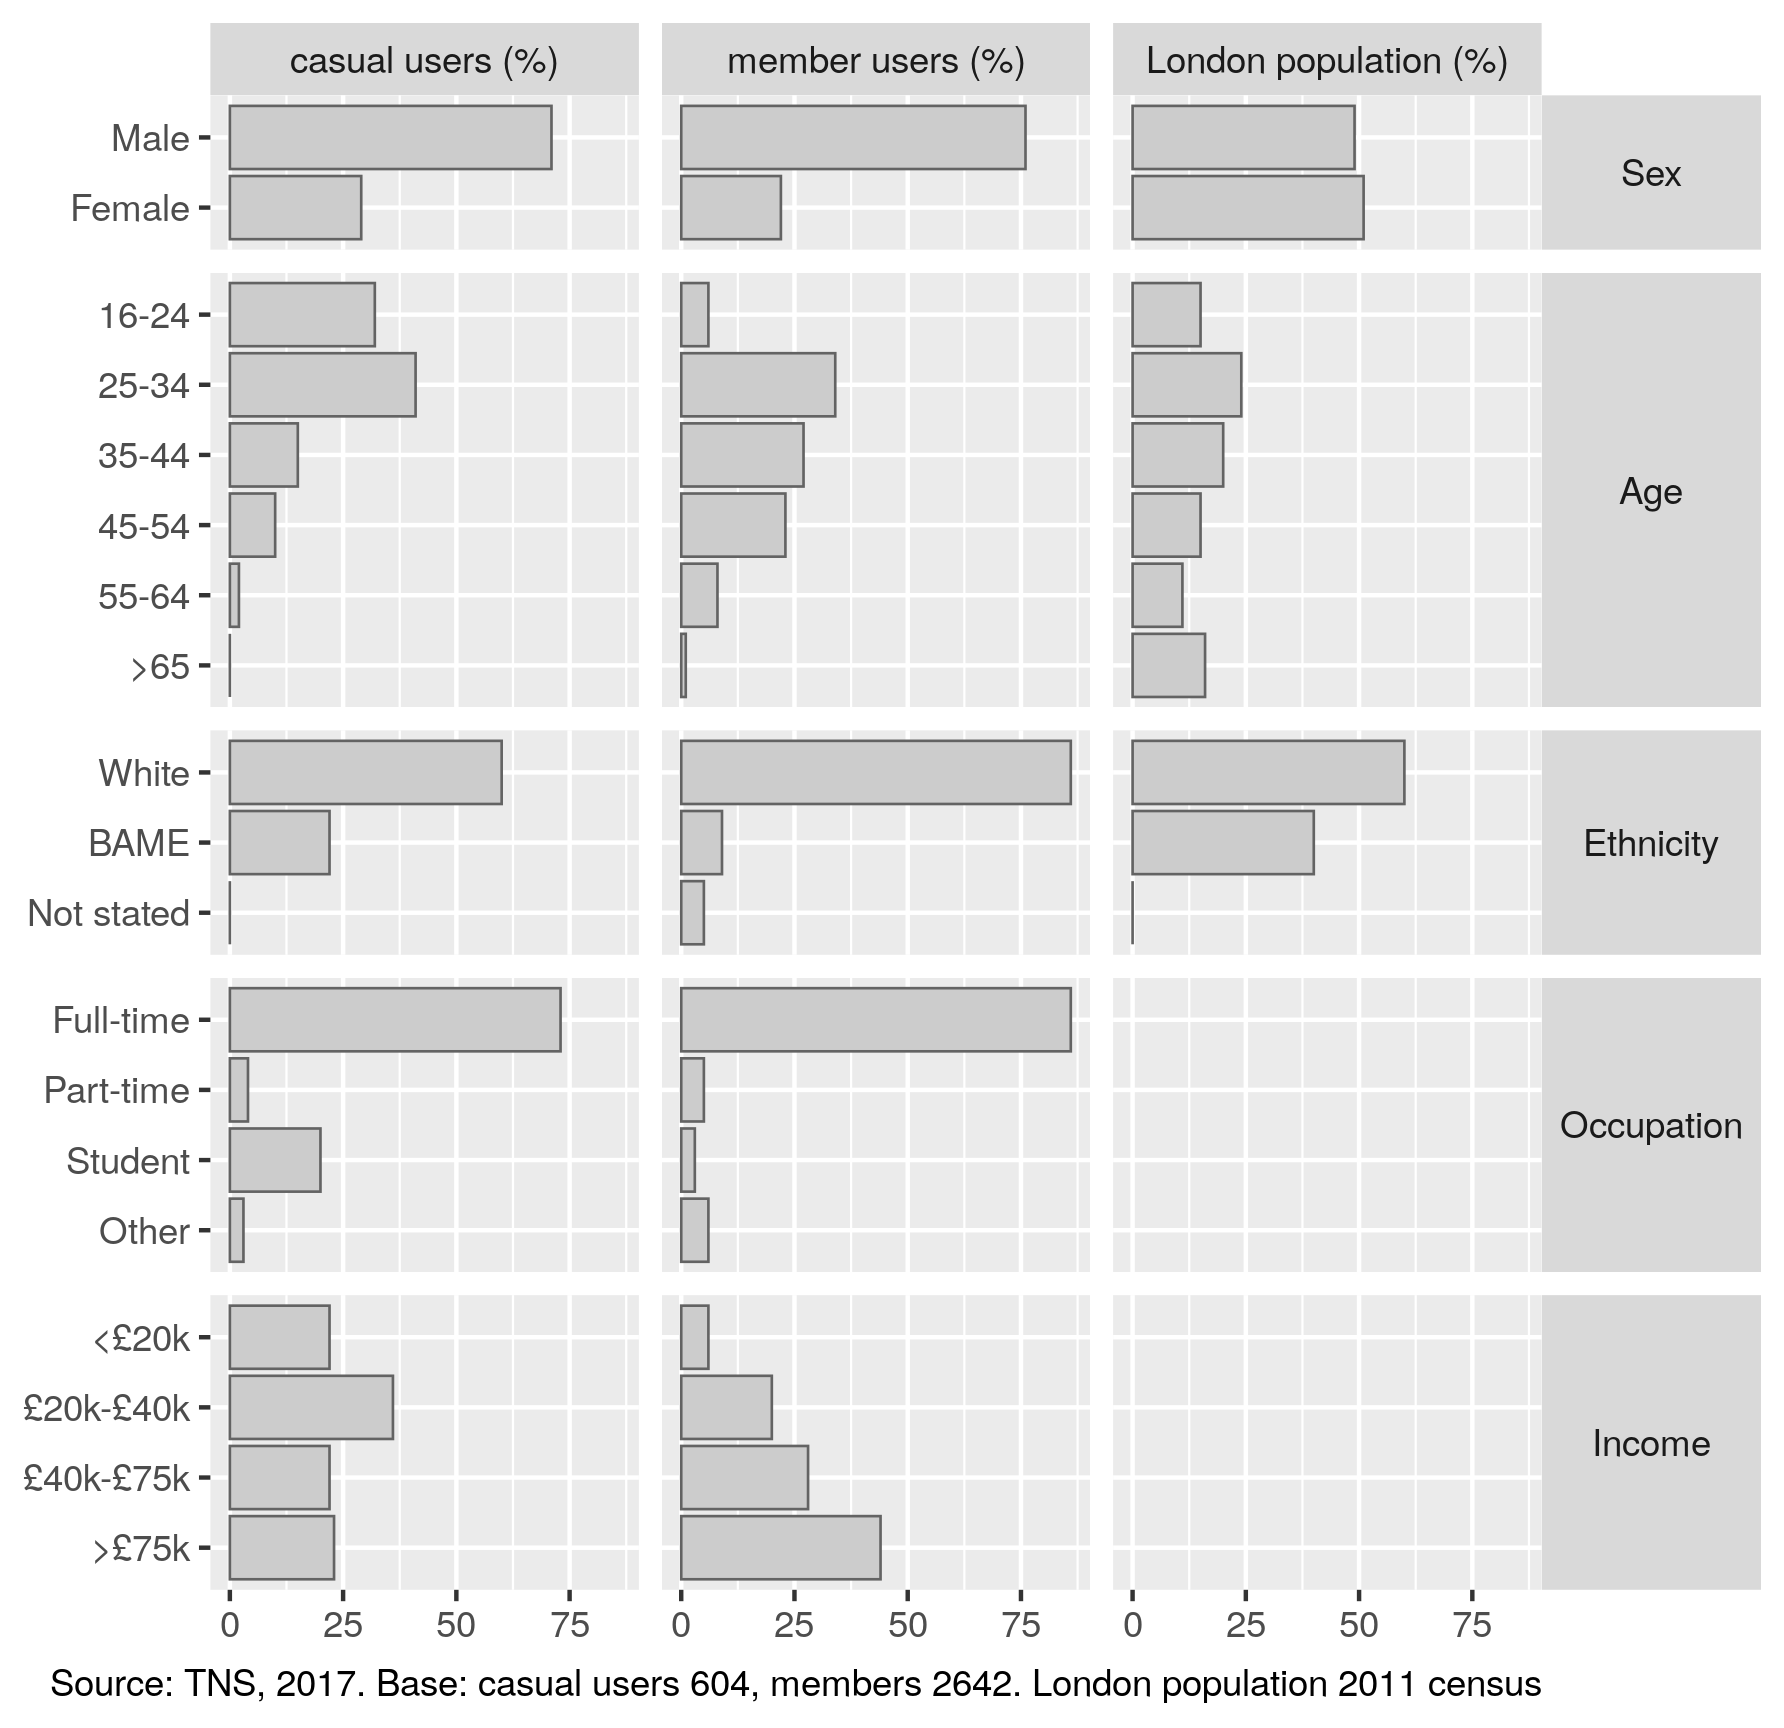 casual users (%)
member users (%)
London population (%)
Male
Female
Sex
16-24
25-34
35-44
45-54
55-64
>65
Age
White
BAME
Not stated
Ethnicity
Full-time
Part-time
Student
Other
Occupation
<£20k
£20k-£40k
£40k-£75k
>£75k
Income
0 25 50 75
0 25 50 75
0 25 50 75
Source: TNS, 2017. Base: casual users 604, members 2642. London population 2011 census